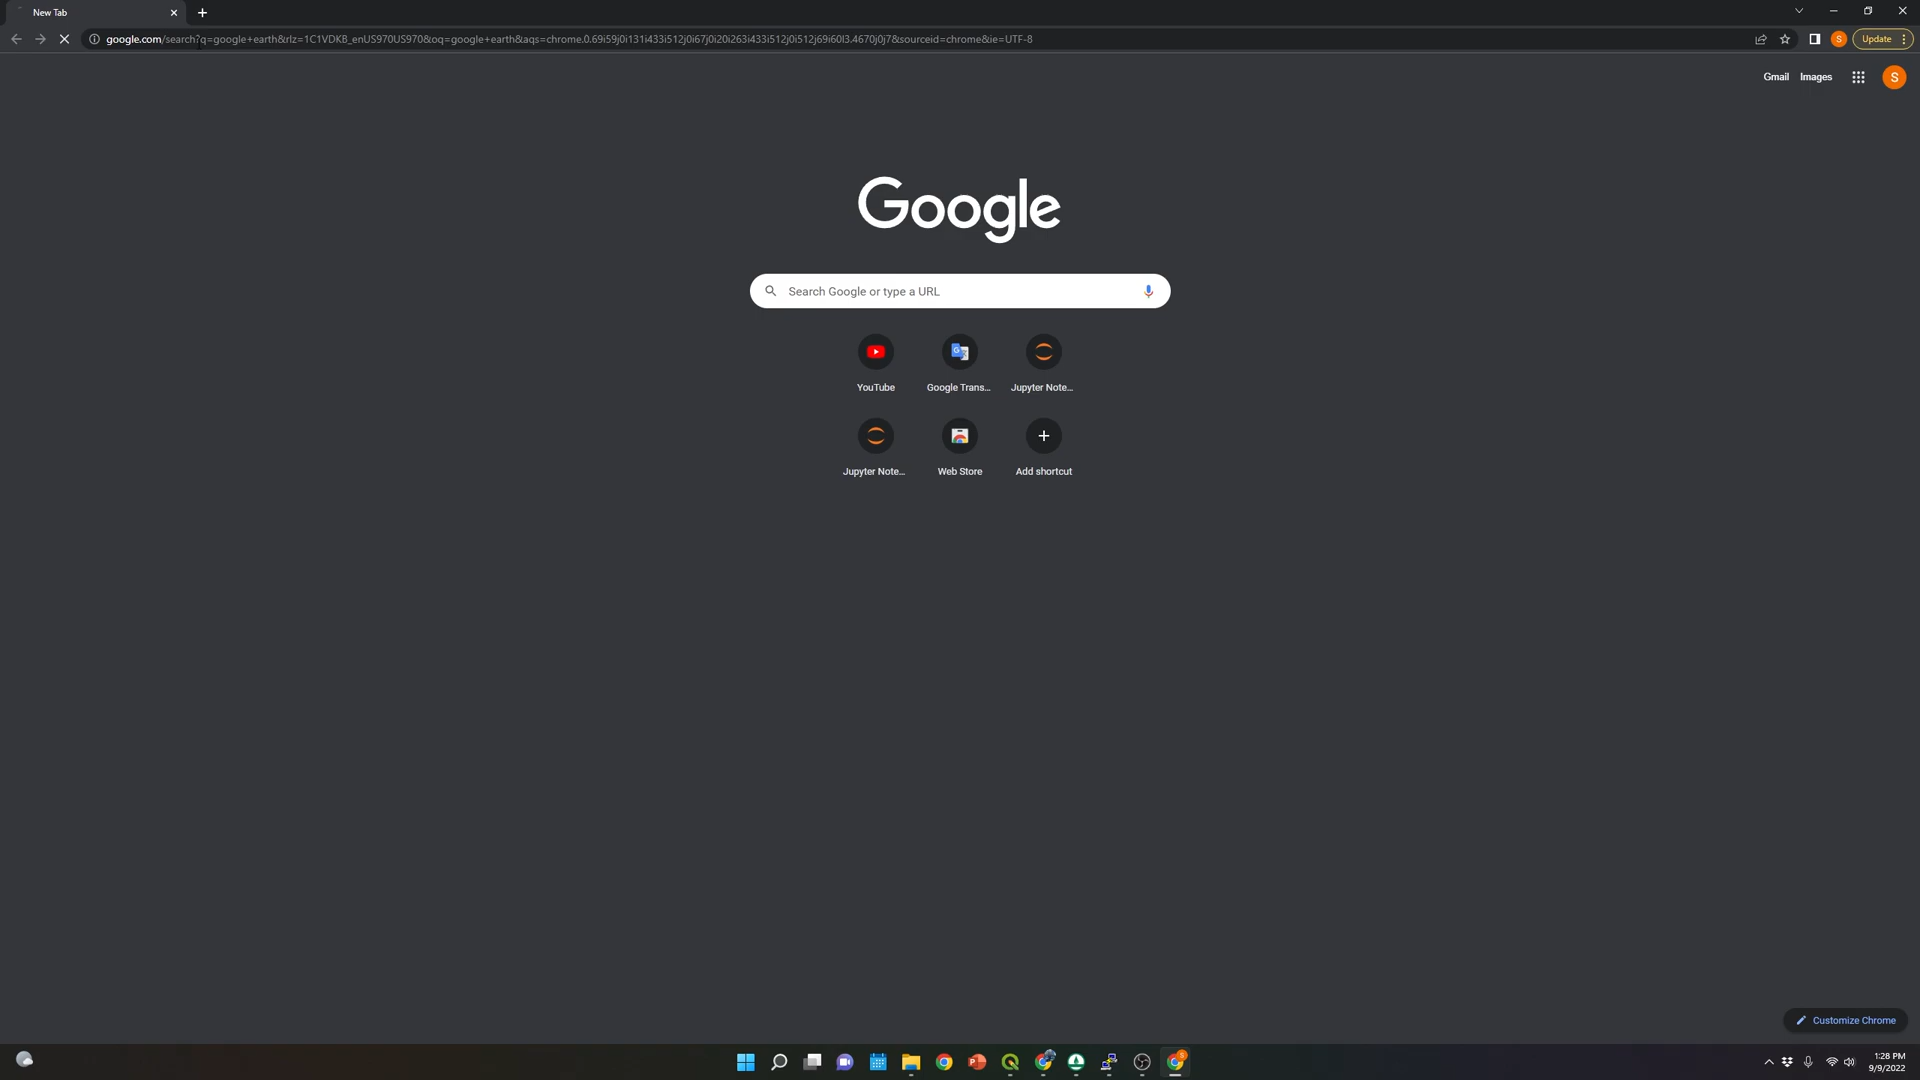 New Tab
google.com/search?q=google+earth&rlz=1C1VDKB_enUS970US970&oq=google+earth&aqs=chrome.0.69i59j0i131i433i512j0i67j0i20i263i433i512j0i512j69i60l3.4670j0j7&sourceid=chrome&ie=UTF-8
Update
S
Gmail Images
S
Google
Search Google or type a URL
YouTube Google Trans... Jupyter Note...
Jupyter Note... Web Store Add shortcut
Customize Chrome
1:28 PM
9/9/2022